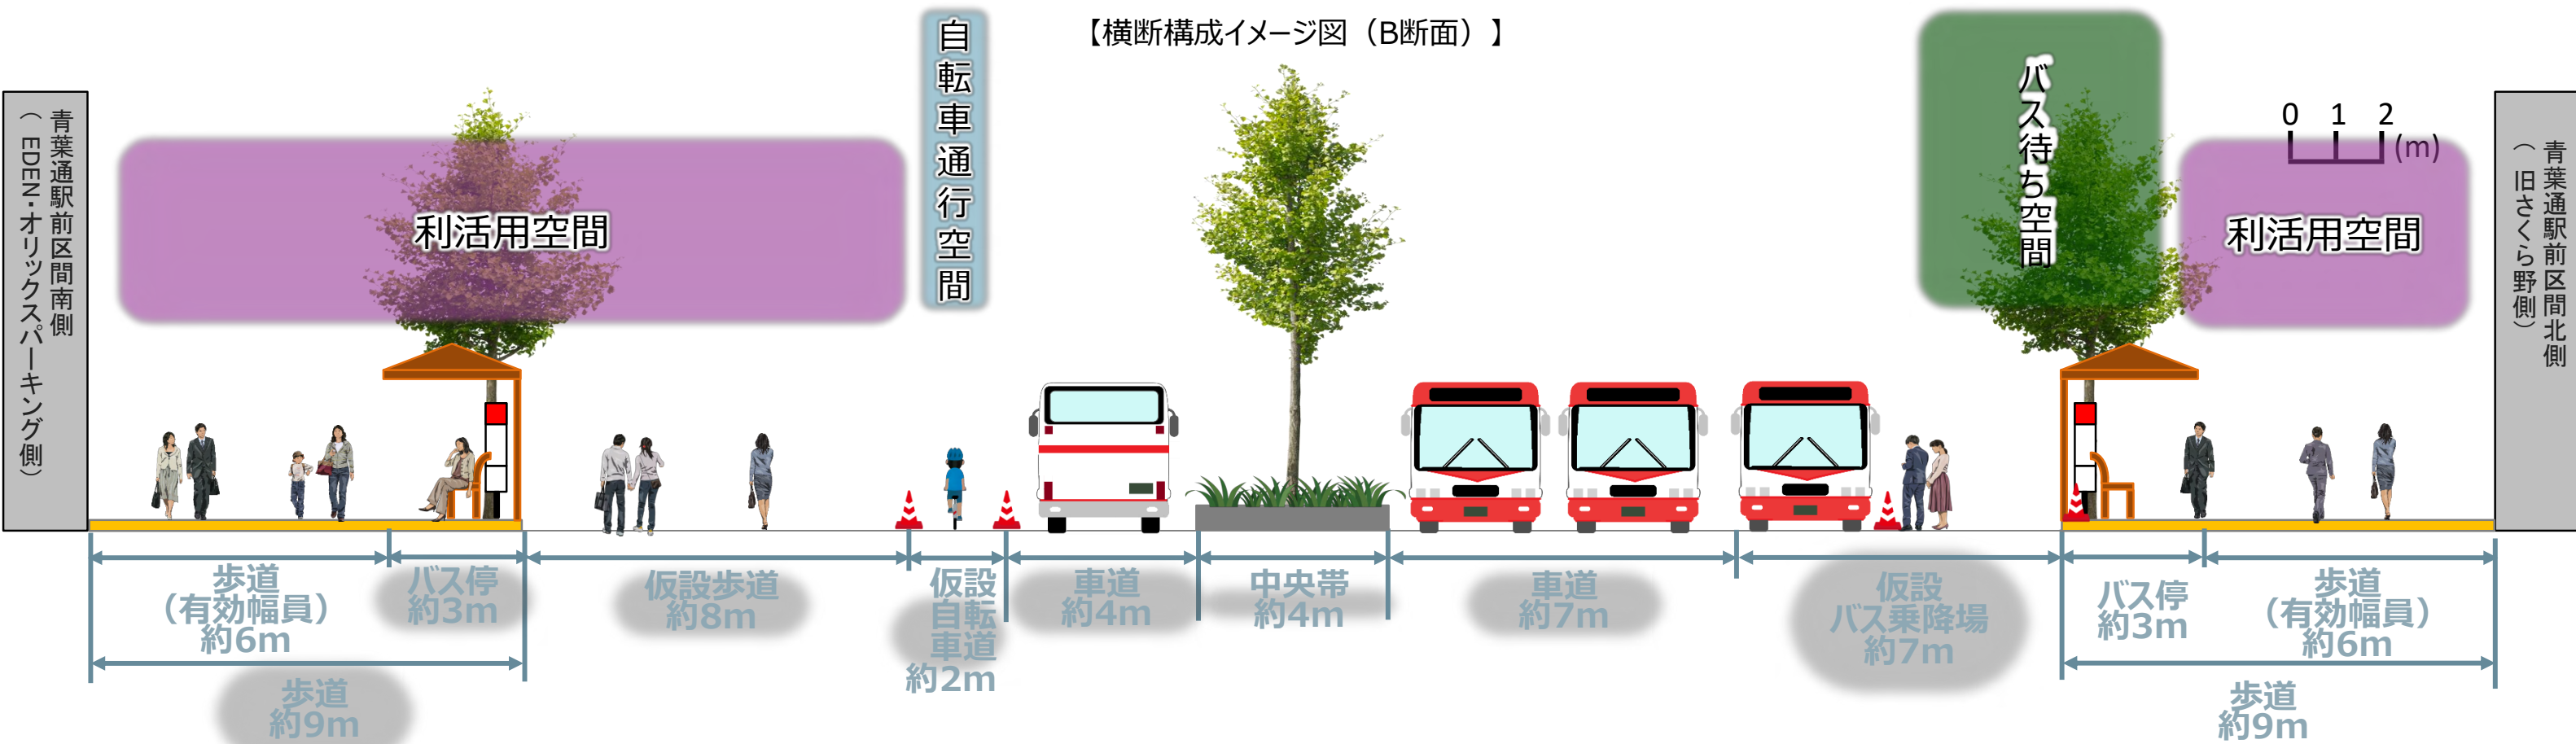 【横断構成イメージ図（B断面）】
青葉通駅前区間南側
（EDEN・オリックスパーキング側）
利活用空間
自転車通行空間
バス待ち空間
0 1 2
(m)
利活用空間
青葉通駅前区間北側
（旧さくら野側）
歩道
（有効幅員）
約6m
バス停
約3m
歩道
約9m
仮設歩道
約8m
仮設
自転
車道
約2m
車道
約4m
中央帯
約4m
車道
約7m
仮設
バス乗降場
約7m
バス停
約3m
歩道
（有効幅員）
約6m
歩道
約9m